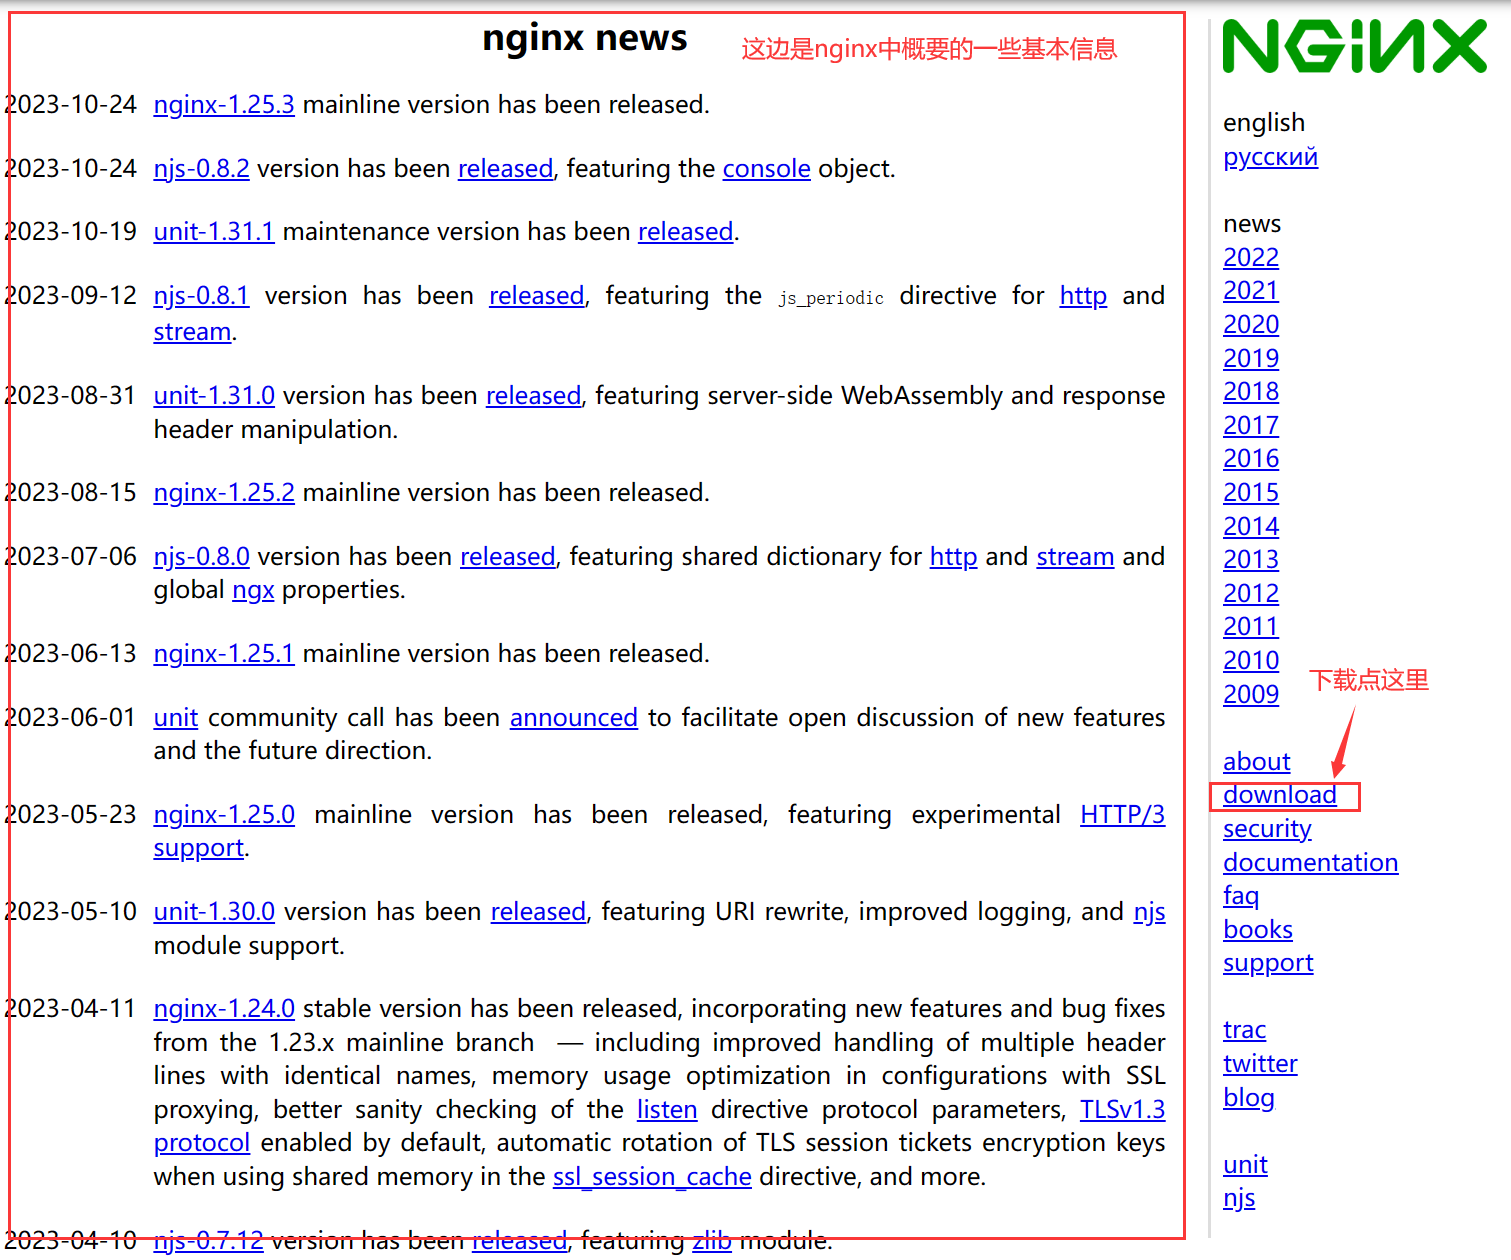 nginx news
这边是nginx中概要的一些基本信息
2023-10-24 nginx-1.25.3 mainline version has been released.
2023-10-24 njs-0.8.2 version has been released, featuring the console object.
2023-10-19 unit-1.31.1 maintenance version has been released.
2023-09-12 njs-0.8.1 version has been released, featuring the js_periodic directive for http and
stream.
2023-08-31 unit-1.31.0 version has been released, featuring server-side WebAssembly and response
header manipulation.
2023-08-15 nginx-1.25.2 mainline version has been released.
2023-07-06 njs-0.8.0 version has been released, featuring shared dictionary for http and stream and
global ngx properties.
2023-06-13 nginx-1.25.1 mainline version has been released.
2023-06-01 unit community call has been announced to facilitate open discussion of new features
and the future direction.
2023-05-23 nginx-1.25.0 mainline version has been released, featuring experimental HTTP/3
support.
2023-05-10 unit-1.30.0 version has been released, featuring URI rewrite, improved logging, and njs
module support.
2023-04-11 nginx-1.24.0 stable version has been released, incorporating new features and bug fixes
from the 1.23.x mainline branch — including improved handling of multiple header
lines with identical names, memory usage optimization in configurations with SSL
proxying, better sanity checking of the listen directive protocol parameters, TLSv1.3
protocol enabled by default, automatic rotation of TLS session tickets encryption keys
when using shared memory in the ssl_session_cache directive, and more.
2023-04-10 njs-0.7.12 version has been released, featuring zlib module.
NGINX
english
русский
news
2022
2021
2020
2019
2018
2017
2016
2015
2014
2013
2012
2011
2010
2009
下载点这里
about
download
security
documentation
faq
books
support
trac
twitter
blog
unit
njs